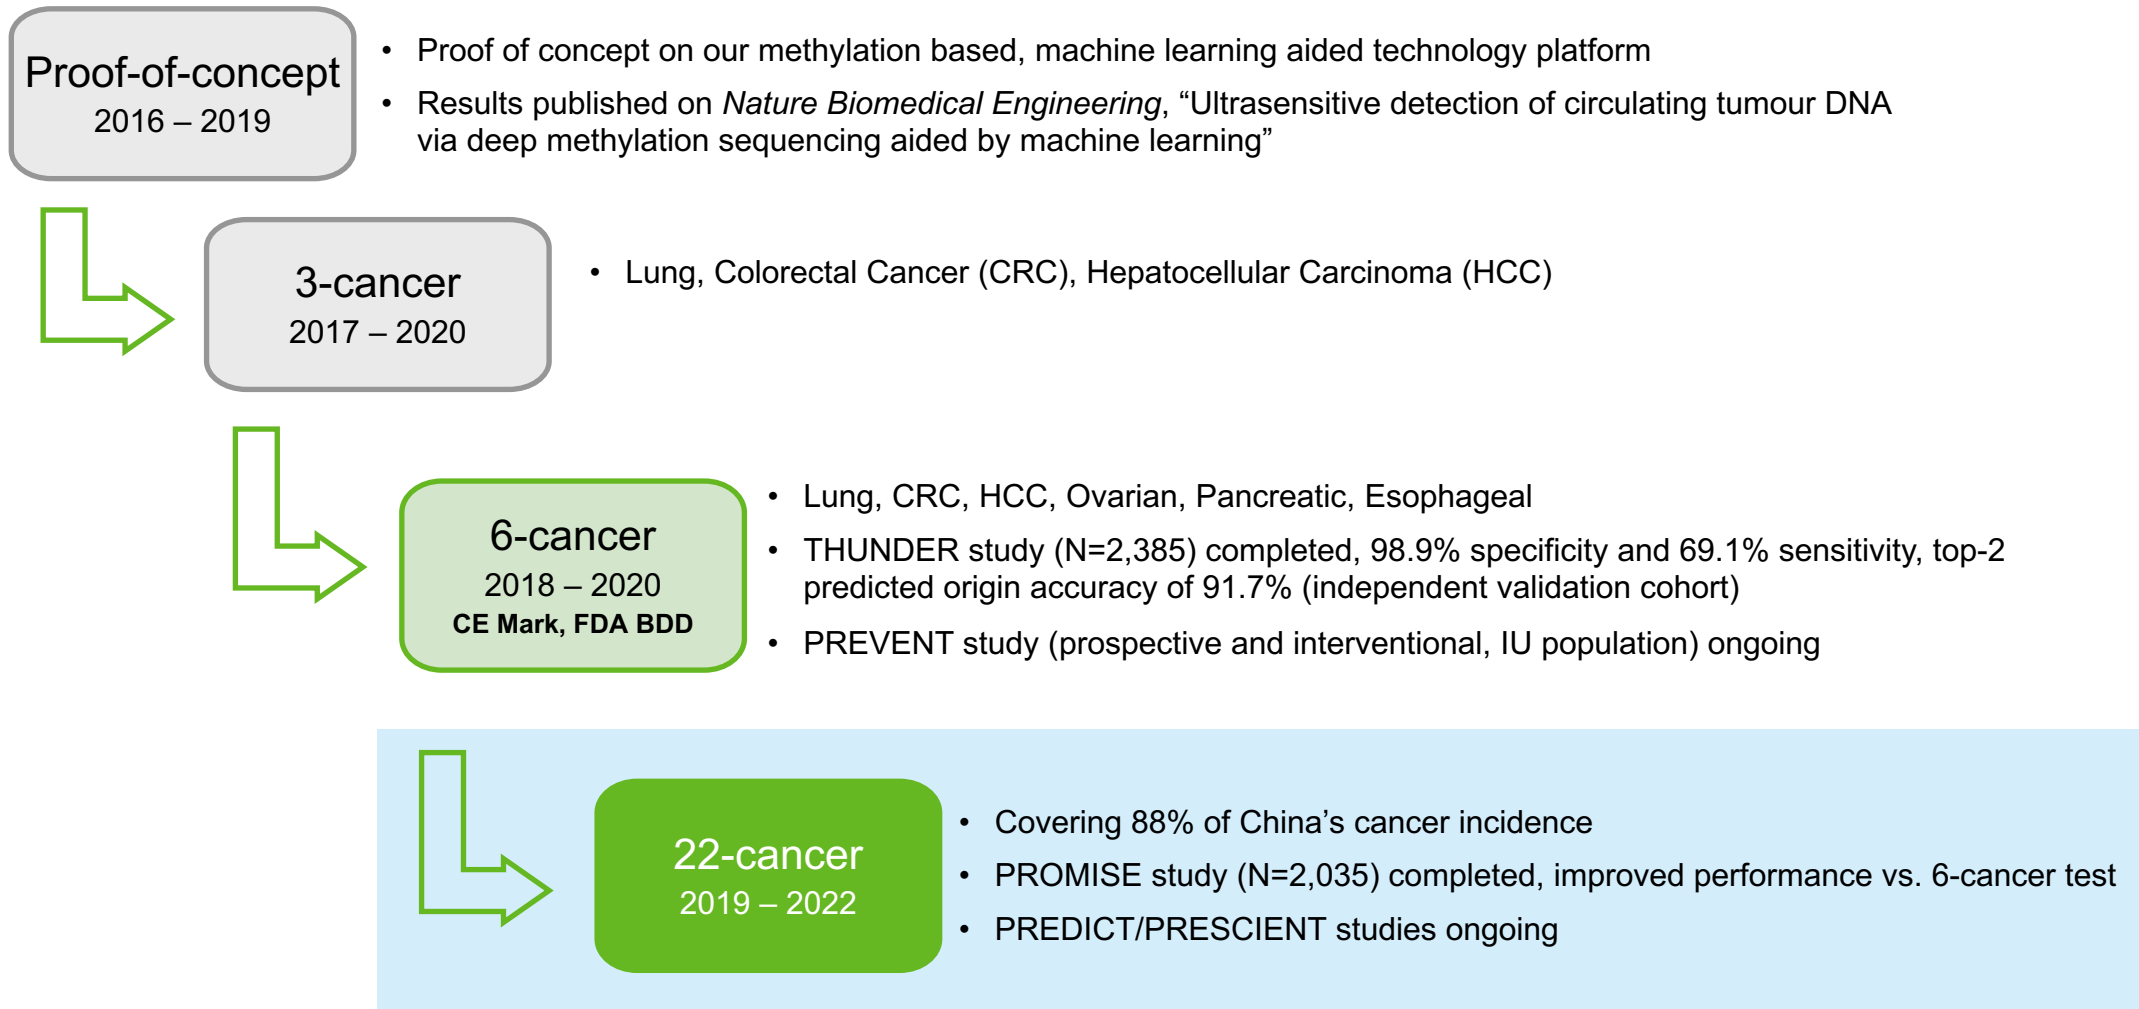 Proof-of-concept
2016 – 2019
• Proof of concept on our methylation based, machine learning aided technology platform
• Results published on Nature Biomedical Engineering, “Ultrasensitive detection of circulating tumour DNA
via deep methylation sequencing aided by machine learning”
3-cancer
2017 – 2020
• Lung, Colorectal Cancer (CRC), Hepatocellular Carcinoma (HCC)
6-cancer
2018 – 2020
CE Mark, FDA BDD
• Lung, CRC, HCC, Ovarian, Pancreatic, Esophageal
• THUNDER study (N=2,385) completed, 98.9% specificity and 69.1% sensitivity, top-2
predicted origin accuracy of 91.7% (independent validation cohort)
• PREVENT study (prospective and interventional, IU population) ongoing
22-cancer
2019 – 2022
• Covering 88% of China’s cancer incidence
• PROMISE study (N=2,035) completed, improved performance vs. 6-cancer test
• PREDICT/PRESCIENT studies ongoing